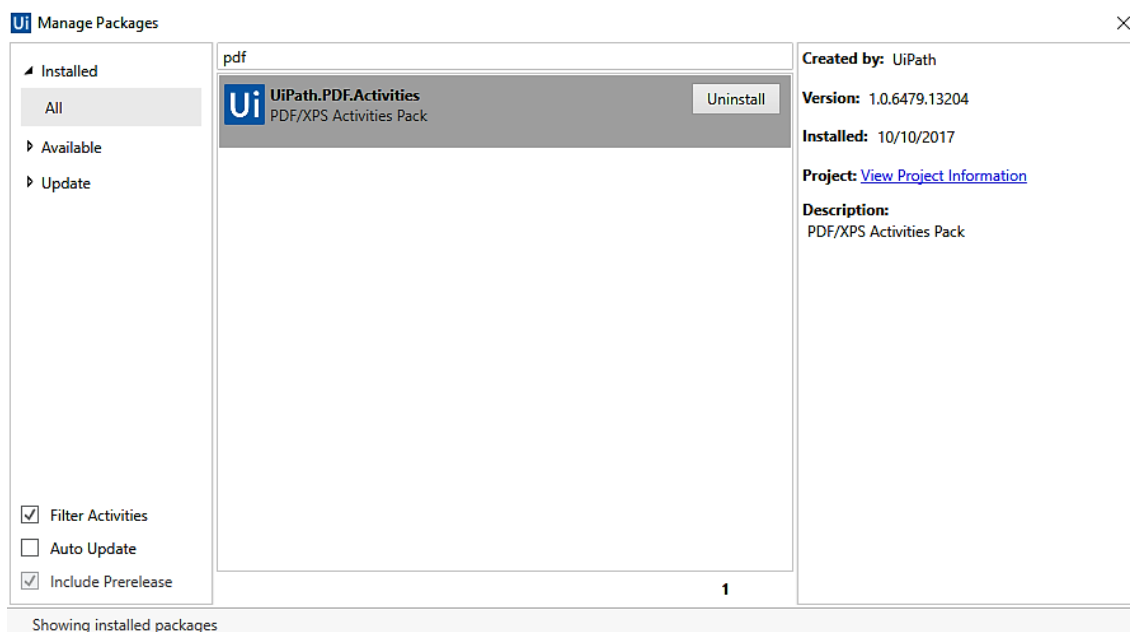 Ui Manage Packages
Installed
All
Available
Update
Filter Activities
Auto Update
Include Prerelease
pdf
Ui
UiPath.PDF.Activities
PDF/XPS Activities Pack
Uninstall
1
Created by: UiPath
Version: 1.0.6479.13204
Installed: 10/10/2017
Project: View Project Information
Description:
PDF/XPS Activities Pack
Showing installed packages